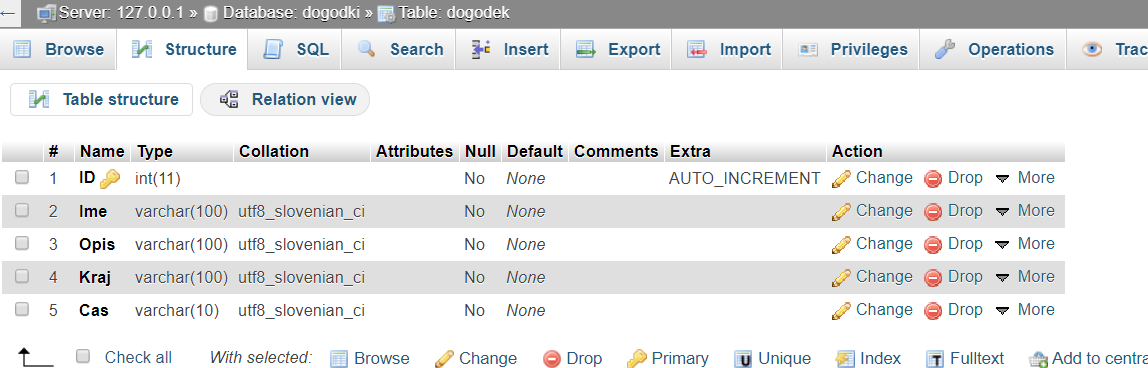 Server: 127.0.0.1 » Database: dogodki » Table: dogodek
Browse Structure SQL Search Insert Export Import Privileges Operations Trac
Table structure Relation view
# Name Type Collation Attributes Null Default Comments Extra Action
1 ID int(11) No None AUTO_INCREMENT Change Drop More
2 Ime varchar(100) utf8_slovenian_ci No None Change Drop More
3 Opis varchar(100) utf8_slovenian_ci No None Change Drop More
4 Kraj varchar(100) utf8_slovenian_ci No None Change Drop More
5 Cas varchar(10) utf8_slovenian_ci No None Change Drop More
Check all With selected: Browse Change Drop Primary U Unique Index T Fulltext Add to centra